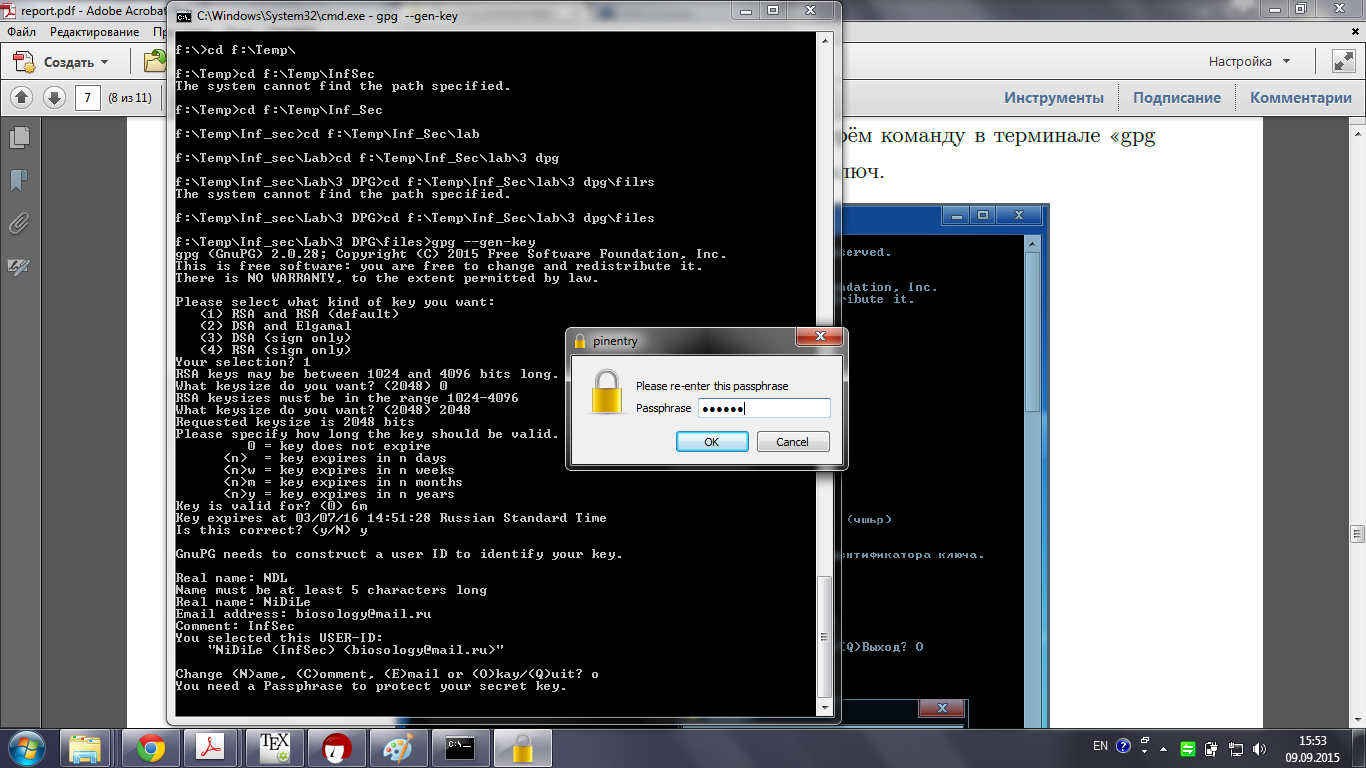 report.pdf - Adobe Acrobat
Файл Редактирование
Создать
7 (8 из 11)
C:\Windows\System32\cmd.exe - gpg --gen-key
f:\>cd f:\Temp\
f:\Temp>cd f:\Temp\InfSec
The system cannot find the path specified.
f:\Temp>cd f:\Temp\Inf_Sec
f:\Temp\Inf_sec>cd f:\Temp\Inf_Sec\lab
f:\Temp\Inf_sec\Lab>cd f:\Temp\Inf_Sec\lab\3 dpg
f:\Temp\Inf_sec\Lab\3 DPG>cd f:\Temp\Inf_Sec\lab\3 dpg\filrs
The system cannot find the path specified.
f:\Temp\Inf_sec\Lab\3 DPG>cd f:\Temp\Inf_Sec\lab\3 dpg\files
f:\Temp\Inf_sec\Lab\3 DPG\files>gpg --gen-key
gpg (GnuPG) 2.0.28; Copyright (C) 2015 Free Software Foundation, Inc.
This is free software: you are free to change and redistribute it.
There is NO WARRANTY, to the extent permitted by law.
Please select what kind of key you want:
(1) RSA and RSA (default)
(2) DSA and Elgamal
(3) DSA (sign only)
(4) RSA (sign only)
Your selection? 1
RSA keys may be between 1024 and 4096 bits long.
What keysize do you want? (2048) 0
RSA keysizes must be in the range 1024-4096
What keysize do you want? (2048) 2048
Requested keysize is 2048 bits
Please specify how long the key should be valid.
0 = key does not expire
<n> = key expires in n days
<n>w = key expires in n weeks
<n>m = key expires in n months
<n>y = key expires in n years
Key is valid for? (0) 6m
Key expires at 03/07/16 14:51:28 Russian Standard Time
Is this correct? (y/N) y
GnuPG needs to construct a user ID to identify your key.
Real name: NDL
Name must be at least 5 characters long
Real name: NiDiLe
Email address: biosology@mail.ru
Comment: InfSec
You selected this USER-ID:
"NiDiLe (InfSec) <biosology@mail.ru>"
Change (N)ame, (C)omment, (E)mail or (O)kay/(Q)uit? o
You need a Passphrase to protect your secret key.
pinentry
Please re-enter this passphrase
Passphrase ●●●●●●
OK Cancel
Настройка
Инструменты Подписание Комментарии
рём команду в терминале «gpg
люч.
erved.
ndation, Inc.
ribute it.
(чшьр)
ентификатора ключа.
(Q)Выход? O
EN
15:53
09.09.2015